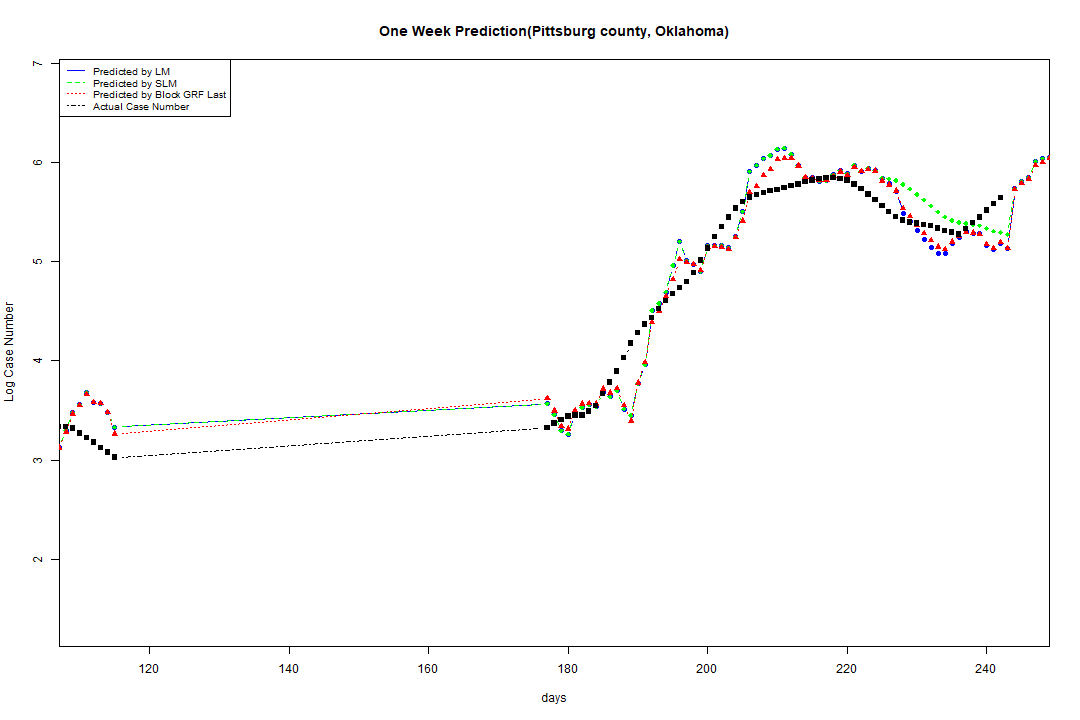 One Week Prediction(Pittsburg county, Oklahoma)
Predicted by LM
Predicted by SLM
Predicted by Block GRF Last
Actual Case Number
Log Case Number
7
6
5
4
3
2
120 140 160 180 200 220 240
days